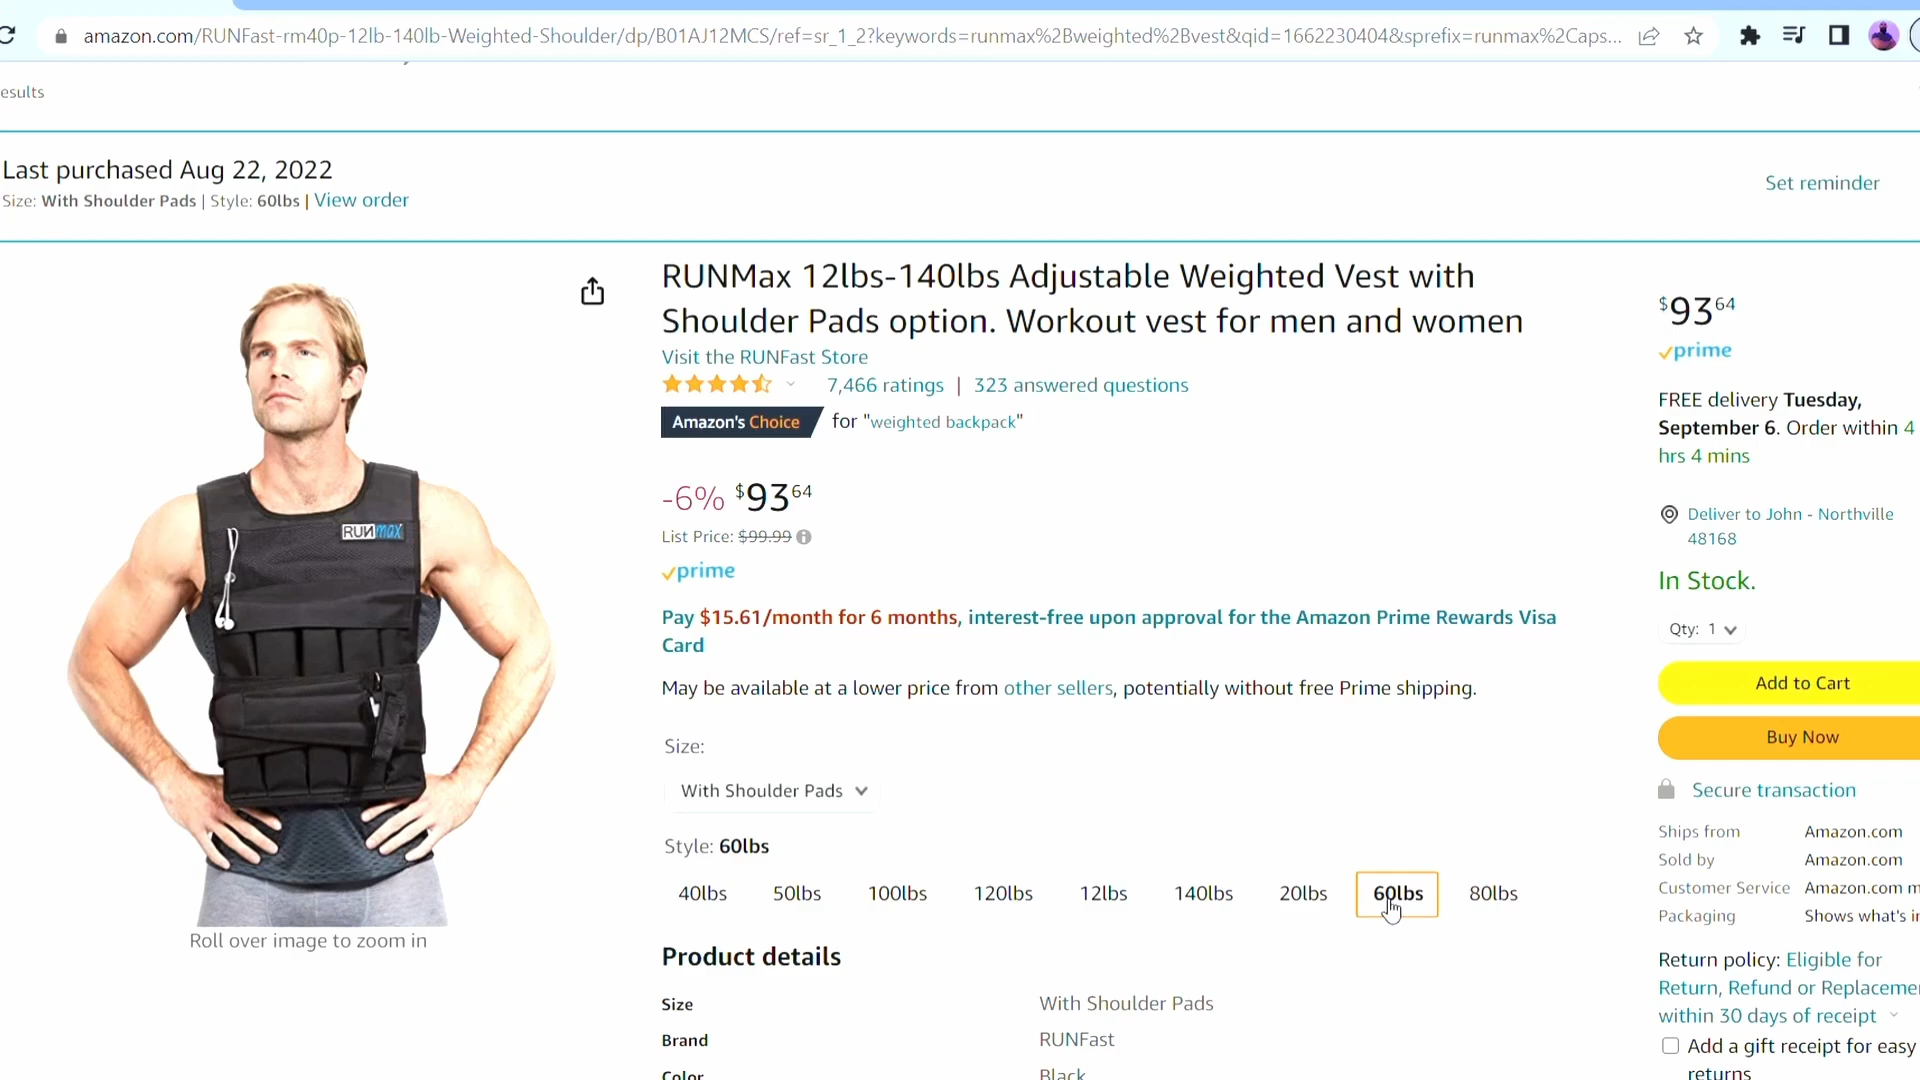 amazon.com/RUNFast-rm40p-12lb-140lb-Weighted-Shoulder/dp/B01AJ12MCS/ref=sr_1_2?keywords=runmax%2Bweighted%2Bvest&qid=1662230404&sprefix=runmax%2Caps...
esults
Last purchased Aug 22, 2022
Set reminder
Size: With Shoulder Pads | Style: 60lbs | View order
RUNMax 12lbs-140lbs Adjustable Weighted Vest with
Shoulder Pads option. Workout vest for men and women
Visit the RUNFast Store
7,466 ratings | 323 answered questions
Amazon's Choice for "weighted backpack"
-6% $93 64
List Price: $99.99
prime
Pay $15.61/month for 6 months, interest-free upon approval for the Amazon Prime Rewards Visa
Card
May be available at a lower price from other sellers, potentially without free Prime shipping.
Size:
With Shoulder Pads
Style: 60lbs
40lbs 50lbs 100lbs 120lbs 12lbs 140lbs 20lbs 60lbs 80lbs
Product details
Size With Shoulder Pads
Brand RUNFast
Color Black
RUNmax
Roll over image to zoom in
$93 64
prime
FREE delivery Tuesday,
September 6. Order within 4
hrs 4 mins
Deliver to John - Northville
48168
In Stock.
Qty: 1
Add to Cart
Buy Now
Secure transaction
Ships from Amazon.com
Sold by Amazon.com
Customer Service Amazon.com
Packaging Shows what's in
Return policy: Eligible for
Return, Refund or Replacemen
within 30 days of receipt
Add a gift receipt for easy
returns